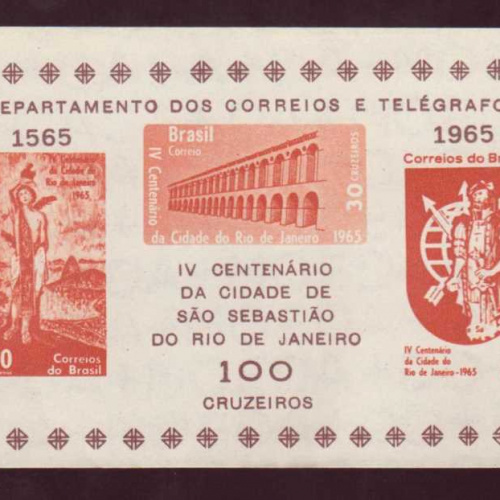 EPARTAMENTO DOS CORREIOS E TELÉGRAFO
1565
1965
Brasil
Correio
IV Centenário
da Cidade do Rio de Janeiro 1965
30 CRUZEIROS
IV Centenário
da Cidade do
Rio de Janeiro
1965
0
Correios
do Brasil
Correios do Br
IV Centenário
da Cidade do
Rio de Janeiro-1965
IV CENTENÁRIO
DA CIDADE DE
SÃO SEBASTIÃO
DO RIO DE JANEIRO
100
CRUZEIROS